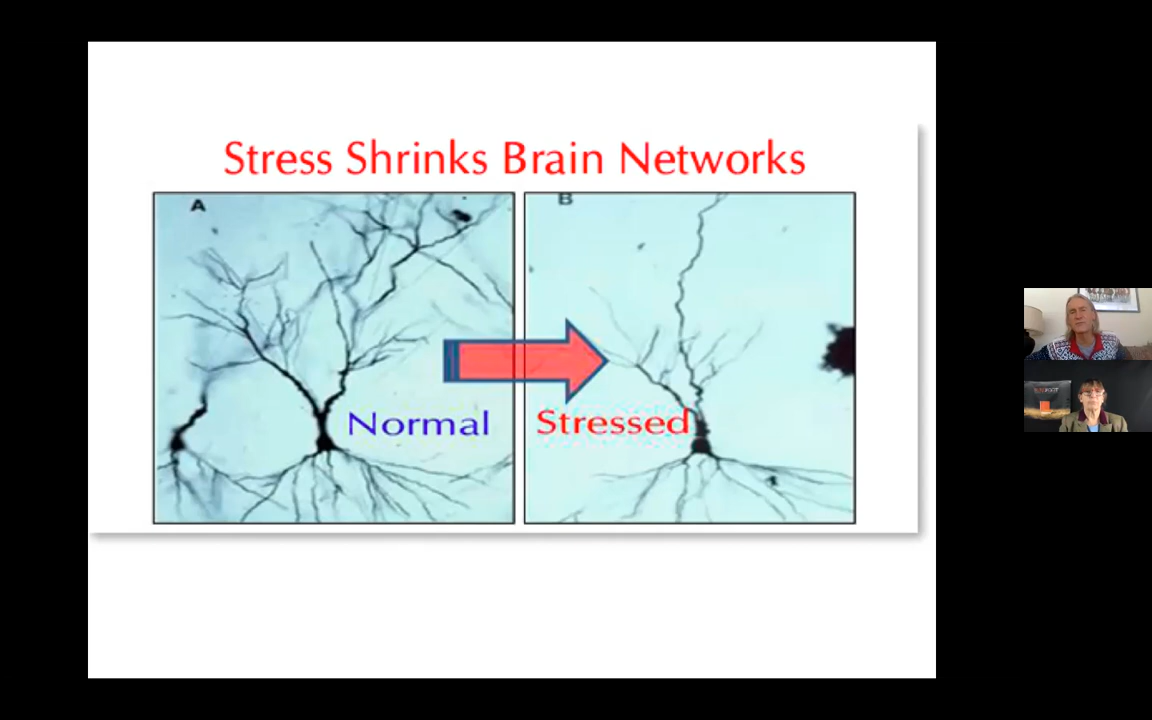 Stress Shrinks Brain Networks
A
B
Normal
Stressed